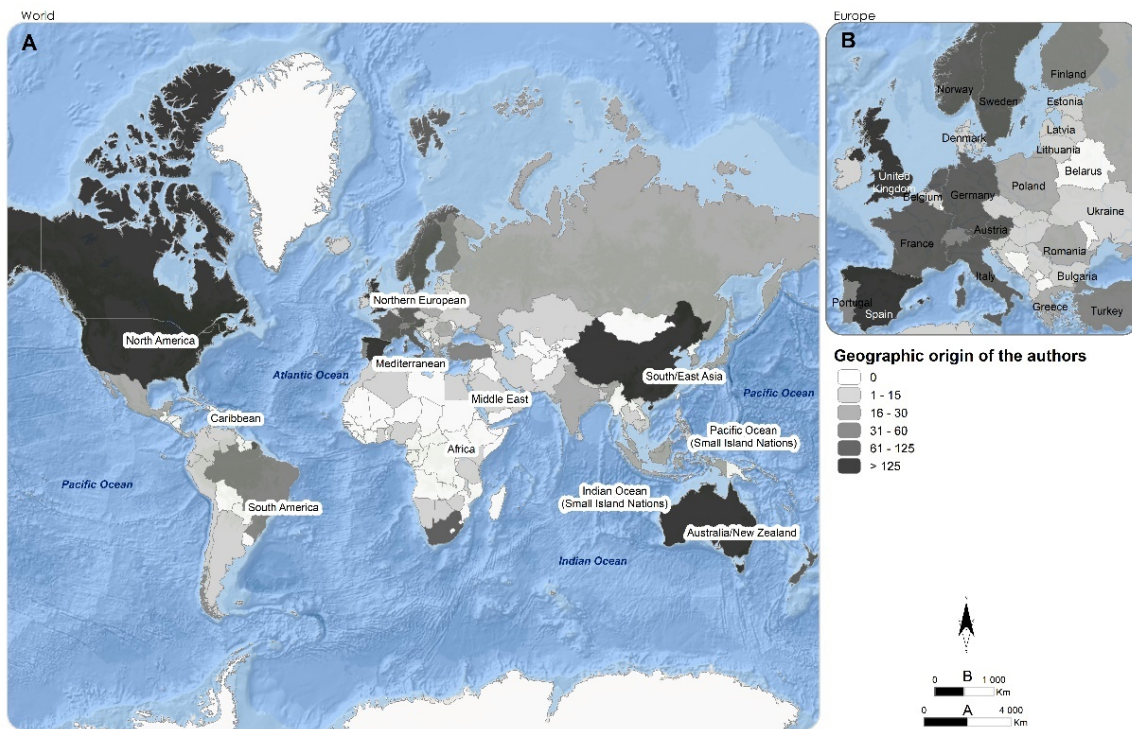 World
A
North America
Atlantic Ocean
Northern European
Mediterranean
Middle East
South/East Asia
Pacific Ocean
Caribbean
Africa
Pacific Ocean
(Small Island Nations)
Pacific Ocean
South America
Indian Ocean
(Small Island Nations)
Australia/New Zealand
Indian Ocean
Europe
B
Finland
Norway
Sweden
Estonia
Denmark
Latvia
Lithuania
United
Kingdom
Belarus
Belgium
Germany
Poland
Ukraine
Austria
France
Romania
Italy
Bulgaria
Portugal
Spain
Greece
Turkey
Geographic origin of the authors
0
1 - 15
16 - 30
31 - 60
61 - 125
> 125
B
0 1 000
Km
A
0 4 000
Km